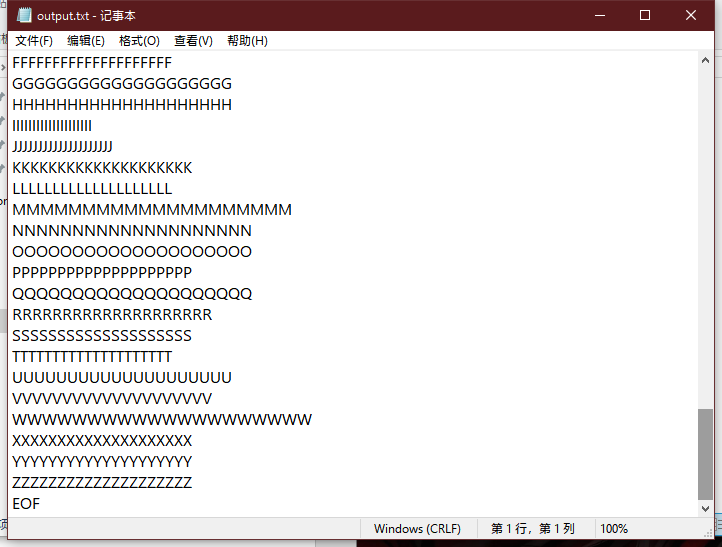 output.txt - 记事本
文件(F) 编辑(E) 格式(O) 查看(V) 帮助(H)
FFFFFFFFFFFFFFFFFFFF
GGGGGGGGGGGGGGGGGGGG
HHHHHHHHHHHHHHHHHHHH
IIIIIIIIIIIIIIIIIIII
JJJJJJJJJJJJJJJJJJJJ
KKKKKKKKKKKKKKKKKKKK
LLLLLLLLLLLLLLLLLLLL
MMMMMMMMMMMMMMMMMMMM
NNNNNNNNNNNNNNNNNNNN
OOOOOOOOOOOOOOOOOOOO
PPPPPPPPPPPPPPPPPPPP
QQQQQQQQQQQQQQQQQQQQ
RRRRRRRRRRRRRRRRRRRR
SSSSSSSSSSSSSSSSSSSS
TTTTTTTTTTTTTTTTTTTT
UUUUUUUUUUUUUUUUUUUU
VVVVVVVVVVVVVVVVVVVV
WWWWWWWWWWWWWWWWWWWW
XXXXXXXXXXXXXXXXXXXX
YYYYYYYYYYYYYYYYYYYY
ZZZZZZZZZZZZZZZZZZZZ
EOF
Windows (CRLF) 第 1 行，第 1 列 100%